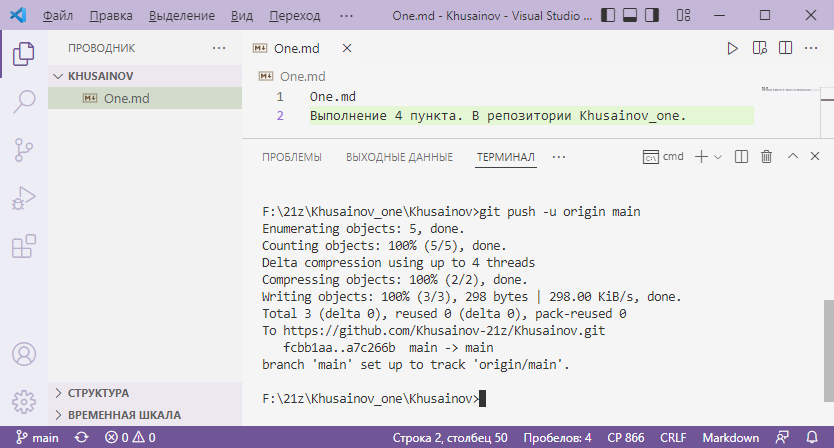 Файл Правка Выделение Вид Переход ··· One.md - Khusainov - Visual Studio ...
ПРОВОДНИК ···
KHUSAINOV
One.md
СТРУКТУРА
ВРЕМЕННАЯ ШКАЛА
One.md
One.md
1 One.md
2 Выполнение 4 пункта. В репозитории Khusainov_one.
ПРОБЛЕМЫ ВЫХОДНЫЕ ДАННЫЕ ТЕРМИНАЛ ··· cmd
F:\21z\Khusainov_one\Khusainov>git push -u origin main
Enumerating objects: 5, done.
Counting objects: 100% (5/5), done.
Delta compression using up to 4 threads
Compressing objects: 100% (2/2), done.
Writing objects: 100% (3/3), 298 bytes | 298.00 KiB/s, done.
Total 3 (delta 0), reused 0 (delta 0), pack-reused 0
To https://github.com/Khusainov-21z/Khusainov.git
fcbb1aa..a7c266b main -> main
branch 'main' set up to track 'origin/main'.
F:\21z\Khusainov_one\Khusainov>
main 0 0 Строка 2, столбец 50 Пробелов: 4 CP 866 CRLF Markdown